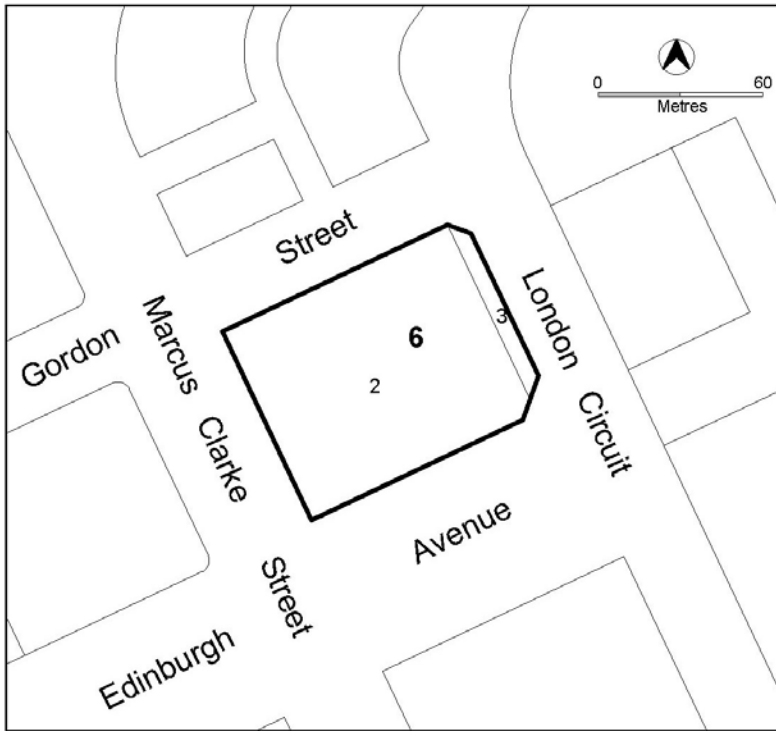 0 60
Metres
Gordon Street
Marcus Clarke Street
London Circuit
3
6
2
Edinburgh Avenue